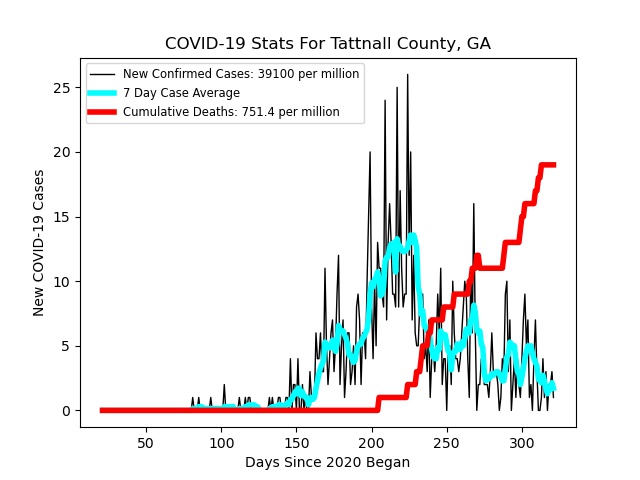 COVID-19 Stats For Tattnall County, GA
New Confirmed Cases: 39100 per million
7 Day Case Average
Cumulative Deaths: 751.4 per million
25
20
15
10
5
0
New COVID-19 Cases
50 100 150 200 250 300
Days Since 2020 Began